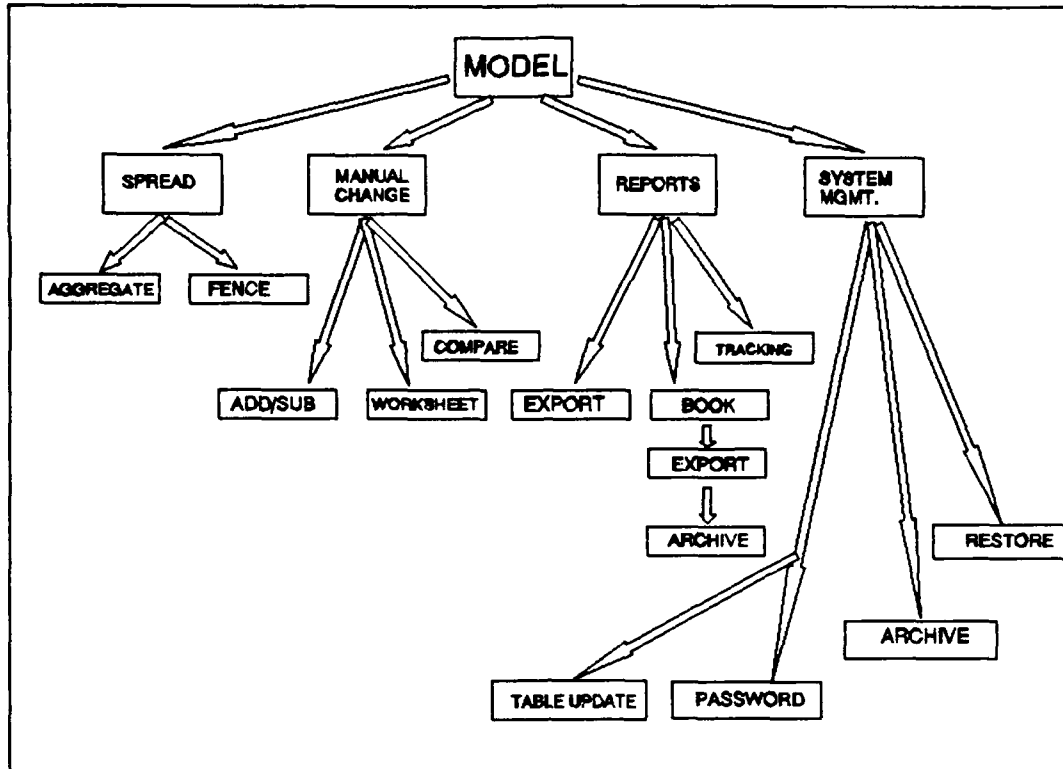 MODEL
SPREAD
MANUAL
CHANGE
REPORTS
SYSTEM
MGMT.
AGGREGATE
FENCE
COMPARE
TRACKING
ADD/SUB
WORKSHEET
EXPORT
BOOK
EXPORT
ARCHIVE
RESTORE
ARCHIVE
TABLE UPDATE
PASSWORD